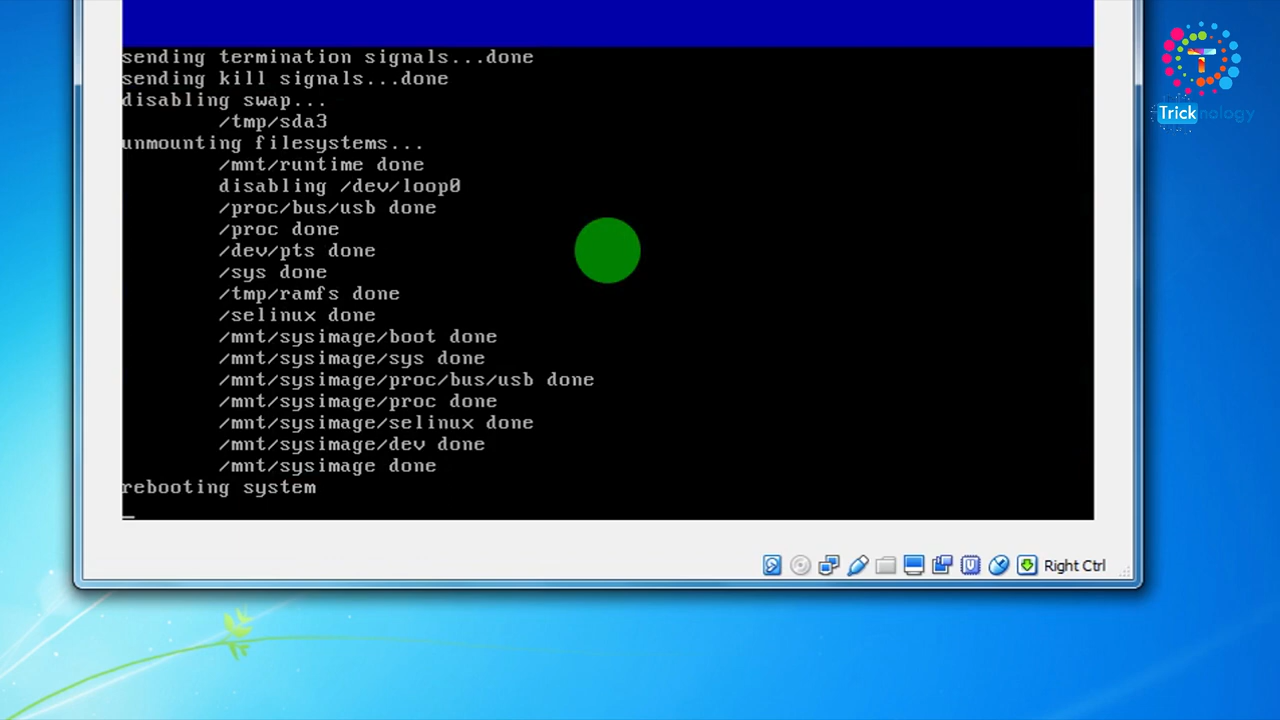 sending termination signals...done
sending kill signals...done
disabling swap...
/tmp/sda3
unmounting filesystems...
/mnt/runtime done
disabling /dev/loop0
/proc/bus/usb done
/proc done
/dev/pts done
/sys done
/tmp/ramfs done
/selinux done
/mnt/sysimage/boot done
/mnt/sysimage/sys done
/mnt/sysimage/proc/bus/usb done
/mnt/sysimage/proc done
/mnt/sysimage/selinux done
/mnt/sysimage/dev done
/mnt/sysimage done
rebooting system
_
Right Ctrl
T
Tricknology